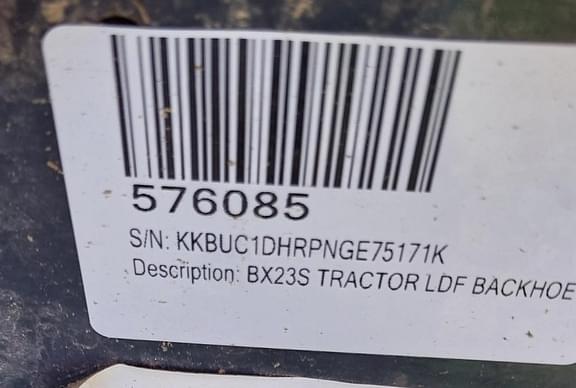 576085
S/N: KKBUC1DHRPNGE75171K
Description: BX23S TRACTOR LDF BACKHOE